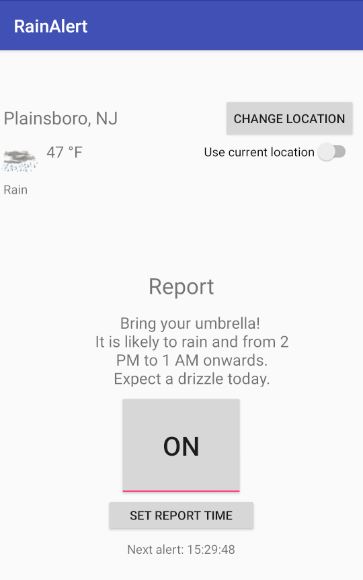 RainAlert
Plainsboro, NJ
CHANGE LOCATION
47 °F
Use current location
Rain
Report
Bring your umbrella!
It is likely to rain and from 2
PM to 1 AM onwards.
Expect a drizzle today.
ON
SET REPORT TIME
Next alert: 15:29:48